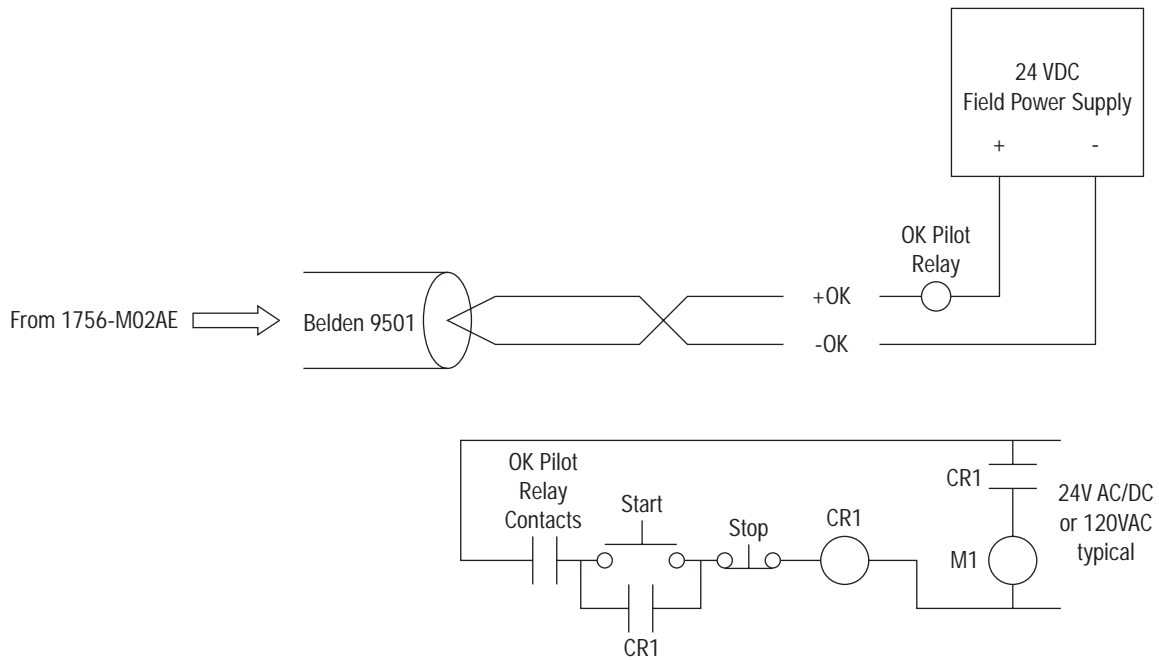 24 VDC
Field Power Supply
+ -
OK Pilot
Relay
From 1756-M02AE
Belden 9501
+OK
-OK
OK Pilot
Relay
Contacts
Start
Stop
CR1
CR1
M1
24V AC/DC
or 120VAC
typical
CR1